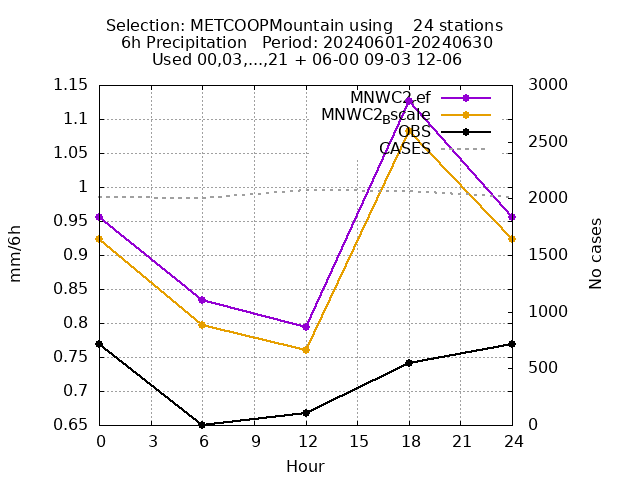 Selection: METCOOPMountain using    24 stations
6h Precipitation   Period: 20240601-20240630
Used 00,03,...,21 + 06-00 09-03 12-06
1.15
1.1
1.05
1
0.95
0.9
0.85
0.8
0.75
0.7
0.65
mm/6h
3000
2500
2000
1500
1000
500
0
No cases
MNWC2.ef
MNWC2Bscale
OBS
CASES
0 3 6 9 12 15 18 21 24
Hour